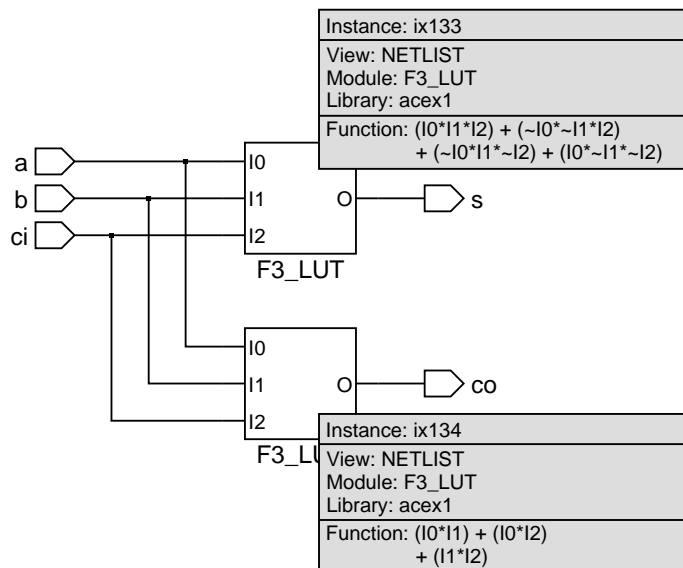 Instance: ix133
View: NETLIST
Module: F3_LUT
Library: acex1
Function: (I0*I1*I2) + (~I0*~I1*I2)
+ (~I0*I1*~I2) + (I0*~I1*~I2)
a I0
b I1 O s
ci I2
F3_LUT
I0
I1 O co
I2
F3_LU
Instance: ix134
View: NETLIST
Module: F3_LUT
Library: acex1
Function: (I0*I1) + (I0*I2)
+ (I1*I2)